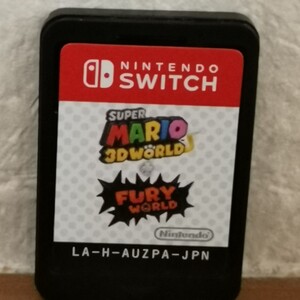 NINTENDO
SWITCH
SUPER
MARIO
3D WORLD
FURY
WORLD
Nintendo
LA-H-AUZPA-JPN